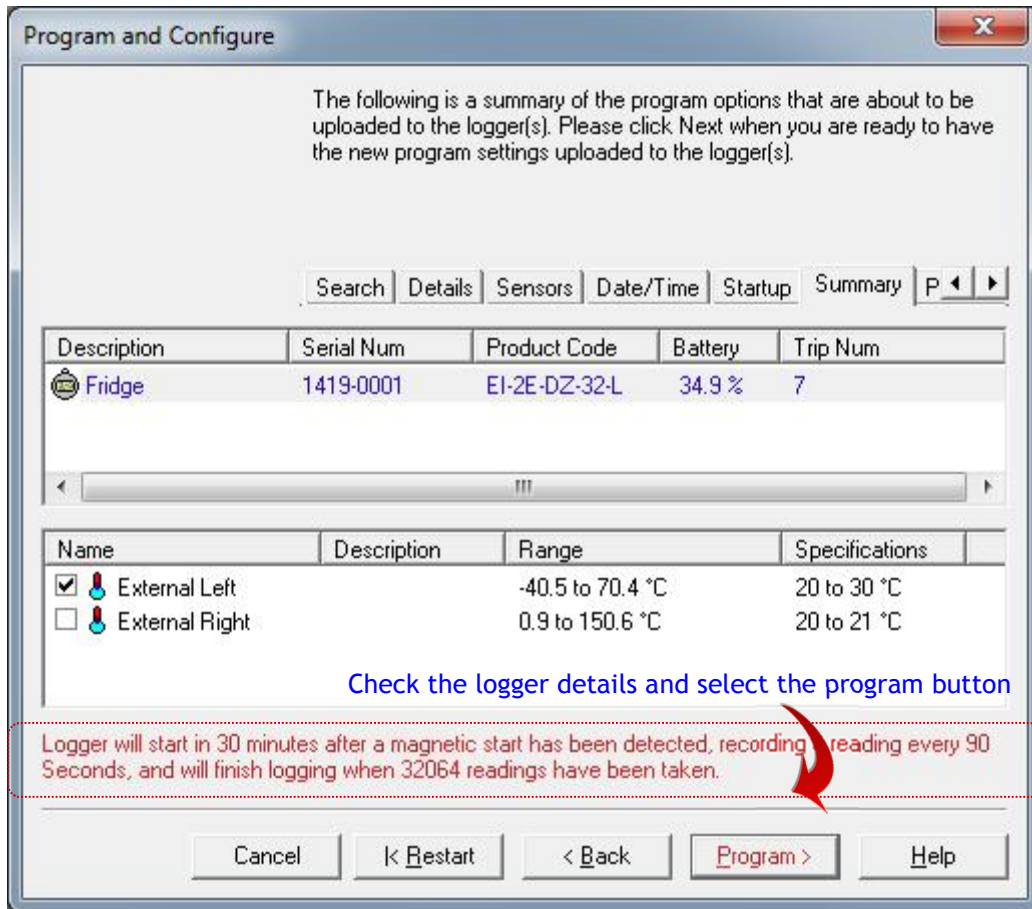 Program and Configure
The following is a summary of the program options that are about to be
uploaded to the logger(s). Please click Next when you are ready to have
the new program settings uploaded to the logger(s).
Search Details Sensors Date/Time Startup Summary P
Description Serial Num Product Code Battery Trip Num
Fridge 1419-0001 EI-2E-DZ-32-L 34.9 % 7
Name Description Range Specifications
External Left -40.5 to 70.4 °C 20 to 30 °C
External Right 0.9 to 150.6 °C 20 to 21 °C
Check the logger details and select the program button
Logger will start in 30 minutes after a magnetic start has been detected, recording reading every 90
Seconds, and will finish logging when 32064 readings have been taken.
Cancel |< Restart < Back Program > Help